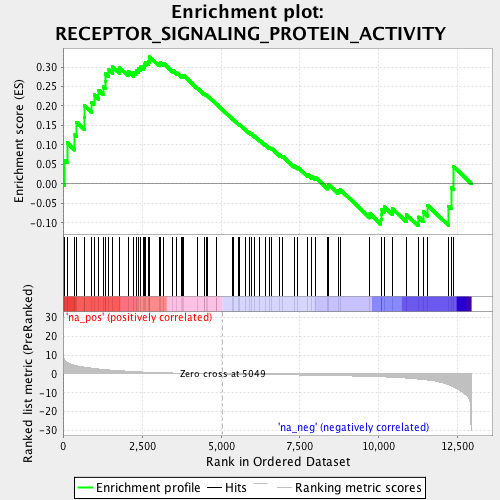 Enrichment plot:
RECEPTOR_SIGNALING_PROTEIN_ACTIVITY
Enrichment score (ES)
0.30
0.25
0.20
0.15
0.10
0.05
0.00
-0.05
-0.10
'na_pos' (positively correlated)
Ranked list metric (PreRanked)
30
20
10
0
-10
-20
-30
Zero cross at 5049
'na_neg' (negatively correlated)
0
2,500
5,000
7,500
10,000
12,500
Rank in Ordered Dataset
Enrichment profile
Hits
Ranking metric scores